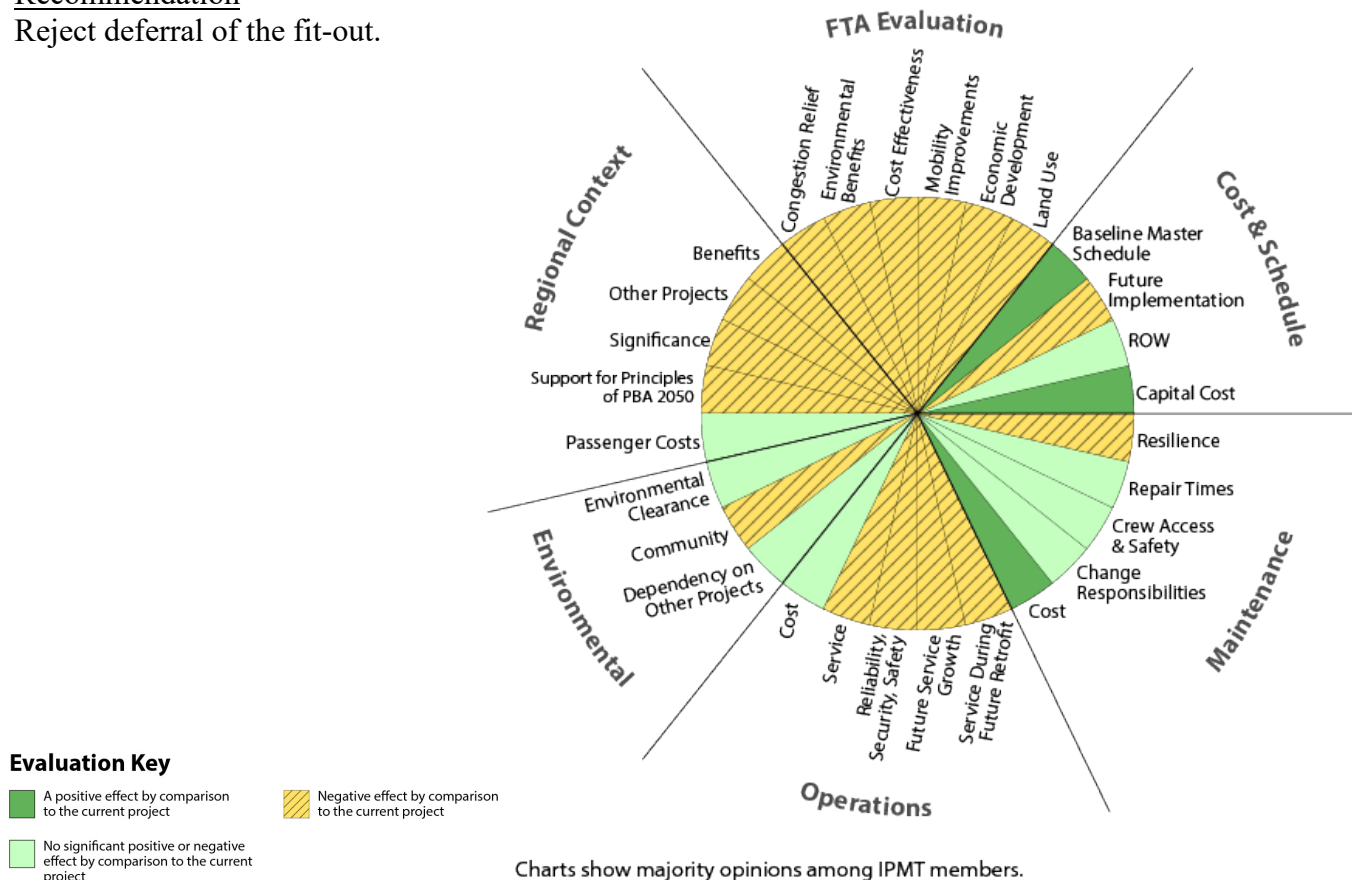 Recommendation
Reject deferral of the fit-out.
FTA Evaluation
Congestion Relief
Environmental
Benefits
Cost Effectiveness
Mobility
Improvements
Economic
Development
Land Use
Cost & Schedule
Baseline Master
Schedule
Future
Implementation
ROW
Capital Cost
Maintenance
Resilience
Repair Times
Crew Access
& Safety
Change
Responsibilities
Cost
Operations
Service During
Future Retrofit
Future Service
Growth
Reliability,
Security, Safety
Service
Cost
Environmental
Dependency on
Other Projects
Community
Environmental
Clearance
Regional Context
Passenger Costs
Support for Principles
of PBA 2050
Significance
Other Projects
Benefits
Evaluation Key
A positive effect by comparison
to the current project
Negative effect by comparison
to the current project
No significant positive or negative
effect by comparison to the current
project
Charts show majority opinions among IPMT members.